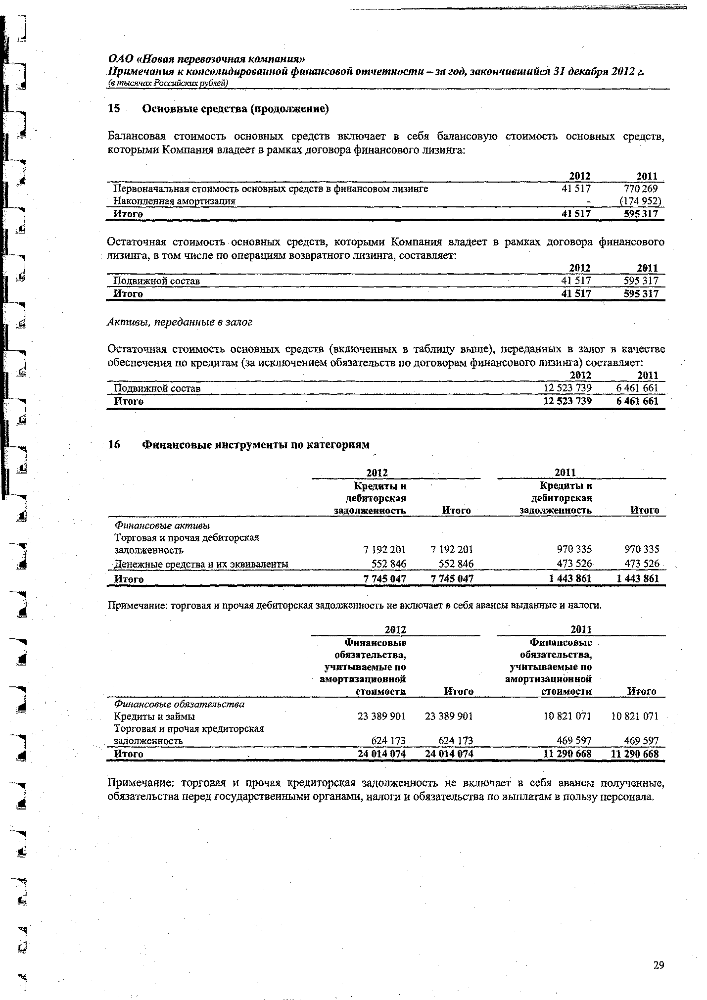 ОАО «Новая перевозочная компания»
Примечания к консолидированной финансовой отчетности – за год, закончившийся 31 декабря 2012 г.
(в тысячах Российских рублей)
15 Основные средства (продолжение)
Балансовая стоимость основных средств включает в себя балансовую стоимость основных средств,
которыми Компания владеет в рамках договора финансового лизинга:
2012 2011
Первоначальная стоимость основных средств в финансовом лизинге 41 517 770 269
Накопленная амортизация - (174 952)
Итого 41 517 595 317
Остаточная стоимость основных средств, которыми Компания владеет в рамках договора финансового
лизинга, в том числе по операциям возвратного лизинга, составляет:
2012 2011
Подвижной состав 41 517 595 317
Итого 41 517 595 317
Активы, переданные в залог
Остаточная стоимость основных средств (включенных в таблицу выше), переданных в залог в качестве
обеспечения по кредитам (за исключением обязательств по договорам финансового лизинга) составляет:
2012 2011
Подвижной состав 12 523 739 6 461 661
Итого 12 523 739 6 461 661
16 Финансовые инструменты по категориям
2012 2011
Кредиты и Кредиты и
дебиторская дебиторская
задолженность Итого задолженность Итого
Финансовые активы
Торговая и прочая дебиторская
задолженность 7 192 201 7 192 201 970 335 970 335
Денежные средства и их эквиваленты 552 846 552 846 473 526 473 526
Итого 7 745 047 7 745 047 1 443 861 1 443 861
Примечание: торговая и прочая дебиторская задолженность не включает в себя авансы выданные и налоги.
2012 2011
Финансовые Финансовые
обязательства, обязательства,
учитываемые по учитываемые по
амортизационной амортизационной
стоимости Итого стоимости Итого
Финансовые обязательства
Кредиты и займы 23 389 901 23 389 901 10 821 071 10 821 071
Торговая и прочая кредиторская
задолженность 624 173 624 173 469 597 469 597
Итого 24 014 074 24 014 074 11 290 668 11 290 668
Примечание: торговая и прочая кредиторская задолженность не включает в себя авансы полученные,
обязательства перед государственными органами, налоги и обязательства по выплатам в пользу персонала.
29